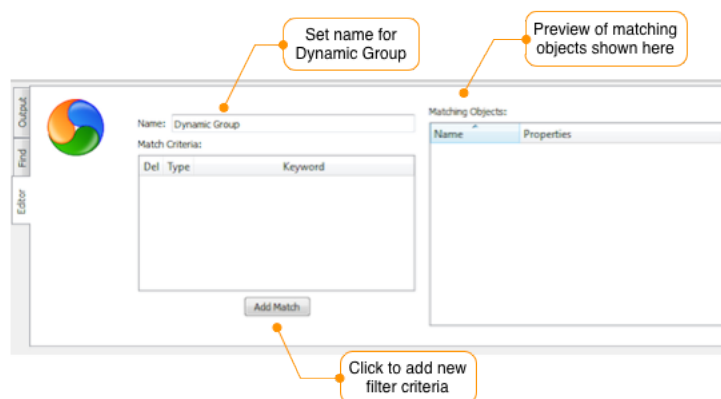 Set name for
Dynamic Group
Preview of matching
objects shown here
Output
Find
Editor
Name: Dynamic Group
Match Criteria:
Del Type Keyword
Matching Objects:
Name Properties
Add Match
Click to add new
filter criteria